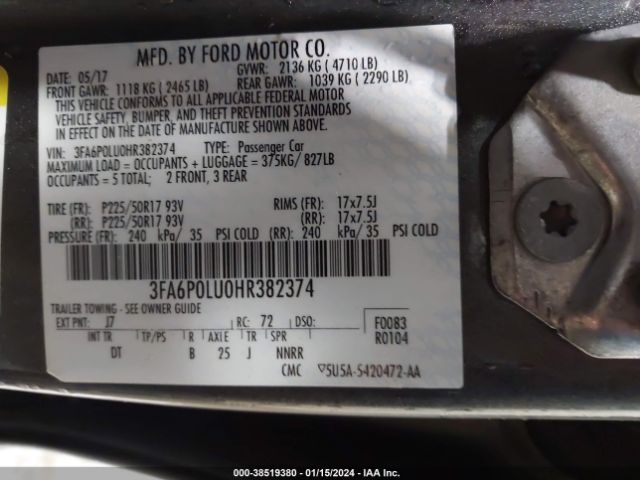 MFD. BY FORD MOTOR CO.
DATE: 05/17 GVWR: 2136 KG ( 4710 LB)
FRONT GAWR: 1118 KG ( 2465 LB) REAR GAWR: 1039 KG ( 2290 LB)
THIS VEHICLE CONFORMS TO ALL APPLICABLE FEDERAL MOTOR
VEHICLE SAFETY, BUMPER, AND THEFT PREVENTION STANDARDS
IN EFFECT ON THE DATE OF MANUFACTURE SHOWN ABOVE.
VIN: 3FA6P0LU0HR382374 TYPE: Passenger Car
MAXIMUM LOAD = OCCUPANTS + LUGGAGE = 375KG/ 827LB
OCCUPANTS = 5 TOTAL; 2 FRONT, 3 REAR
TIRE (FR): P225/50R17 93V RIMS (FR): 17x7.5J
(RR): P225/50R17 93V (RR): 17x7.5J
PRESSURE (FR): 240 kPa/ 35 PSI COLD (RR): 240 kPa/ 35 PSI COLD
3FA6P0LU0HR382374
TRAILER TOWING - SEE OWNER GUIDE
EXT PNT: J7 RC: 72 DSO: F0083
INT TR TP/PS R AXLE TR SPR R0104
DT B 25 J NNRR
CMC ▽5U5A-5420472-AA
000-38519380 - 01/15/2024 - IAA Inc.